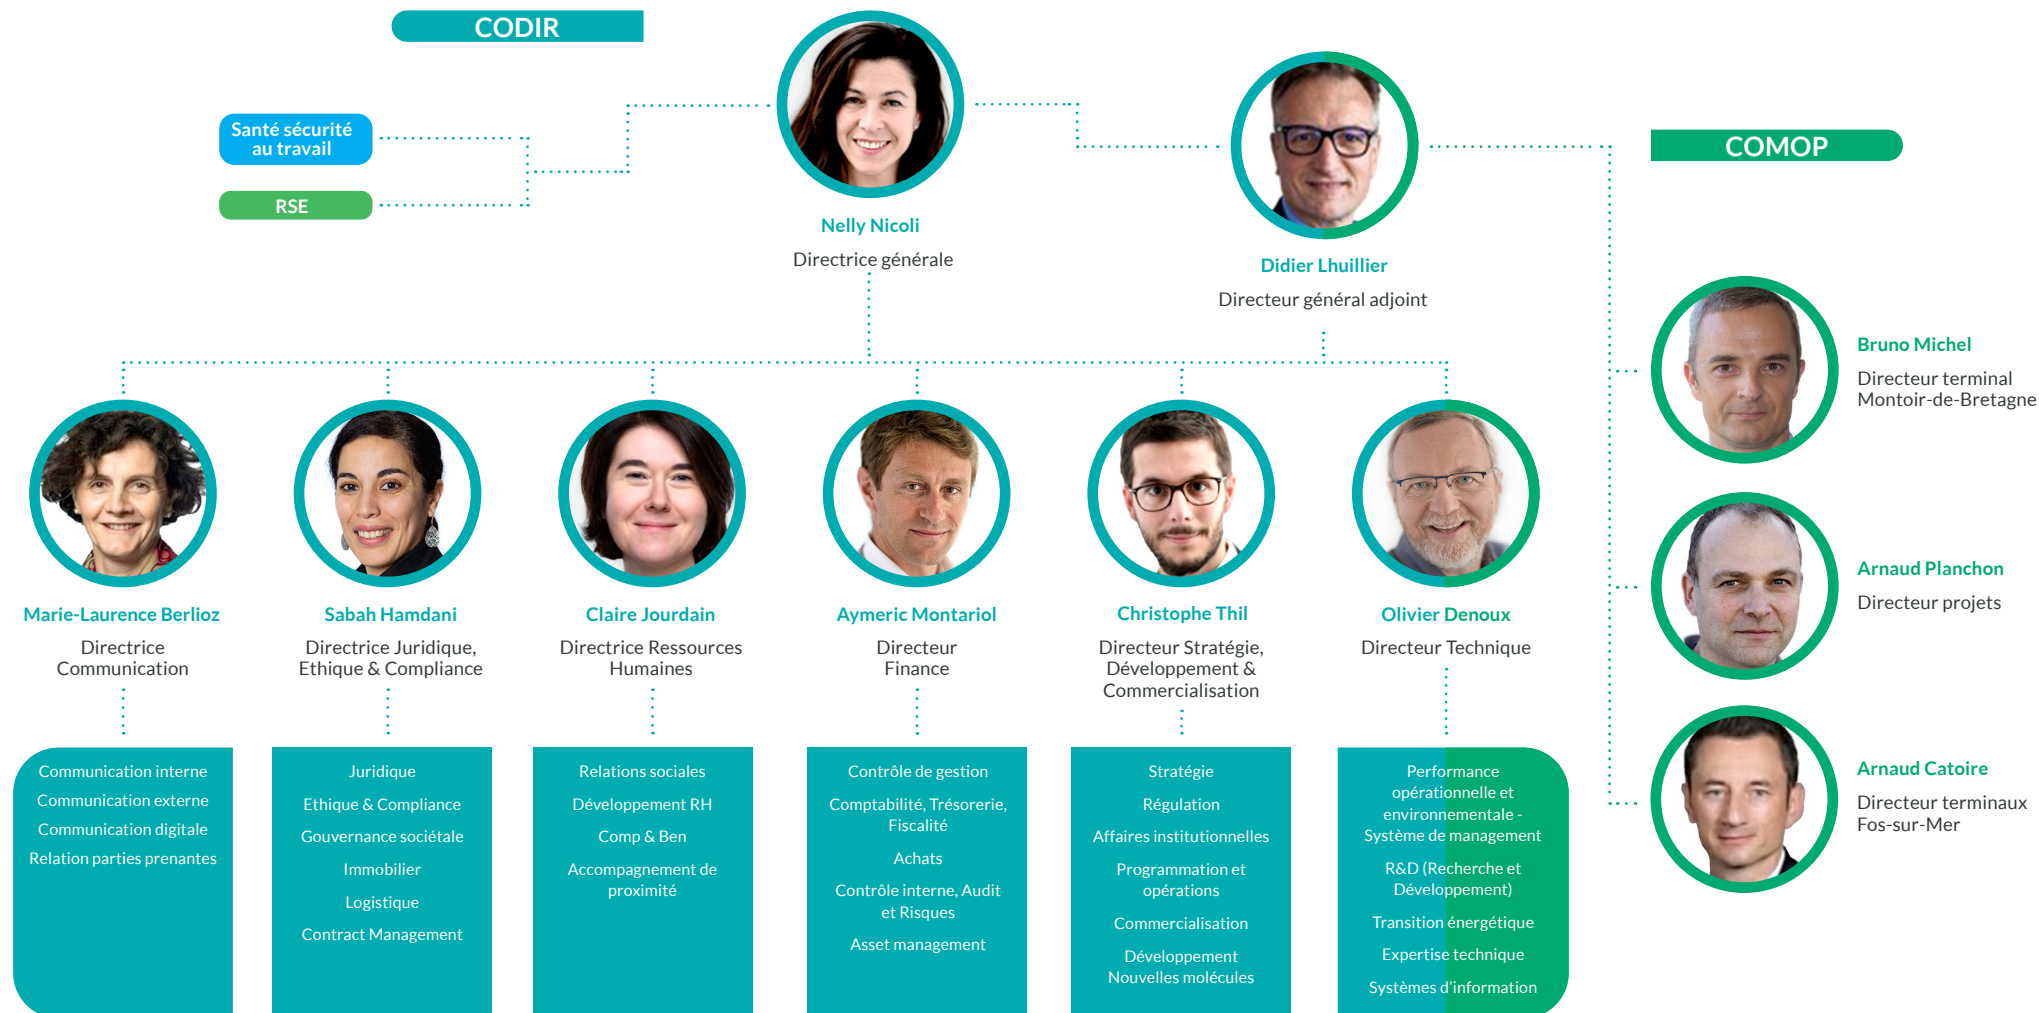 CODIR
Santé sécurité
au travail
RSE
Nelly Nicoli
Directrice générale
Didier Lhuillier
Directeur général adjoint
COMOP
Bruno Michel
Directeur terminal
Montoir-de-Bretagne
Arnaud Planchon
Directeur projets
Arnaud Catoire
Directeur terminaux
Fos-sur-Mer
Marie-Laurence Berlioz
Directrice
Communication
Communication interne
Communication externe
Communication digitale
Relation parties prenantes
Sabah Hamdani
Directrice Juridique,
Ethique & Compliance
Juridique
Ethique & Compliance
Gouvernance sociétale
Immobilier
Logistique
Contract Management
Claire Jourdain
Directrice Ressources
Humaines
Relations sociales
Développement RH
Comp & Ben
Accompagnement de
proximité
Aymeric Montariol
Directeur
Finance
Contrôle de gestion
Comptabilité, Trésorerie,
Fiscalité
Achats
Contrôle interne, Audit
et Risques
Asset management
Christophe Thil
Directeur Stratégie,
Développement &
Commercialisation
Stratégie
Régulation
Affaires institutionnelles
Programmation et
opérations
Commercialisation
Développement
Nouvelles molécules
Olivier Denoux
Directeur Technique
Performance
opérationnelle et
environnementale -
Système de management
R&D (Recherche et
Développement)
Transition énergétique
Expertise technique
Systèmes d'information